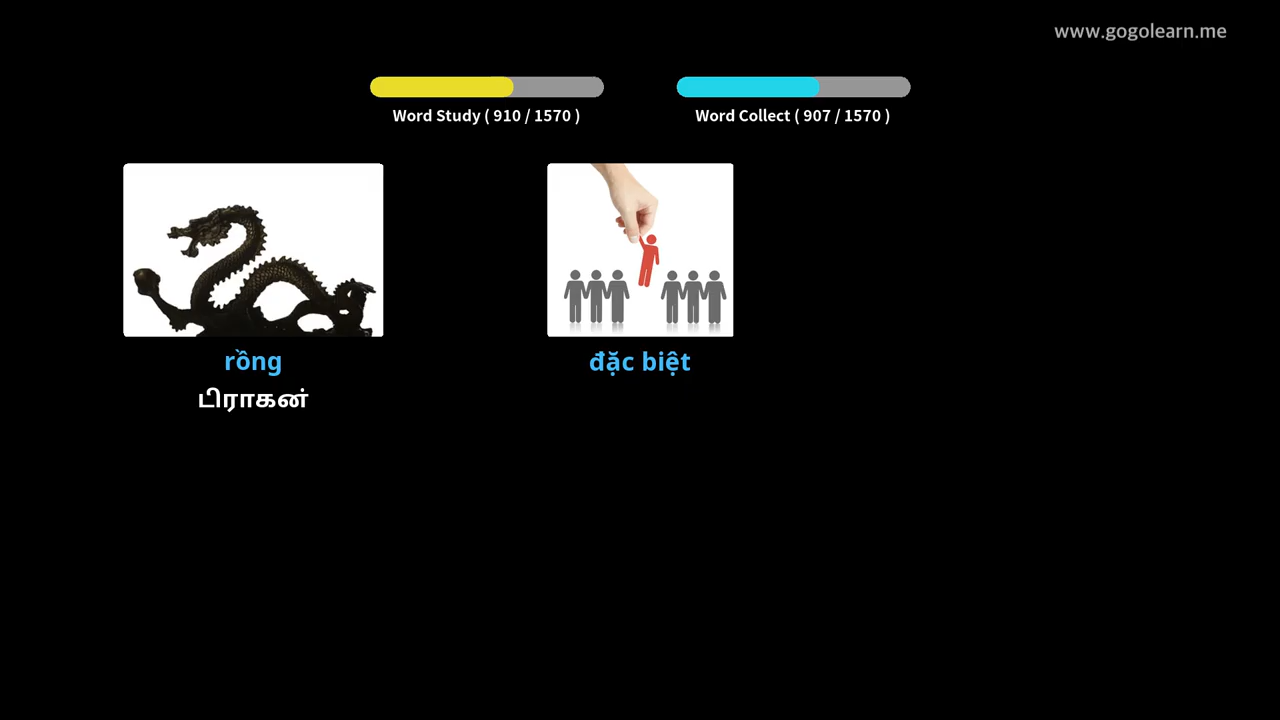 www.gogolearn.me
Word Study ( 910 / 1570 )
Word Collect ( 907 / 1570 )
rồng
பிராகன்
đặc biệt